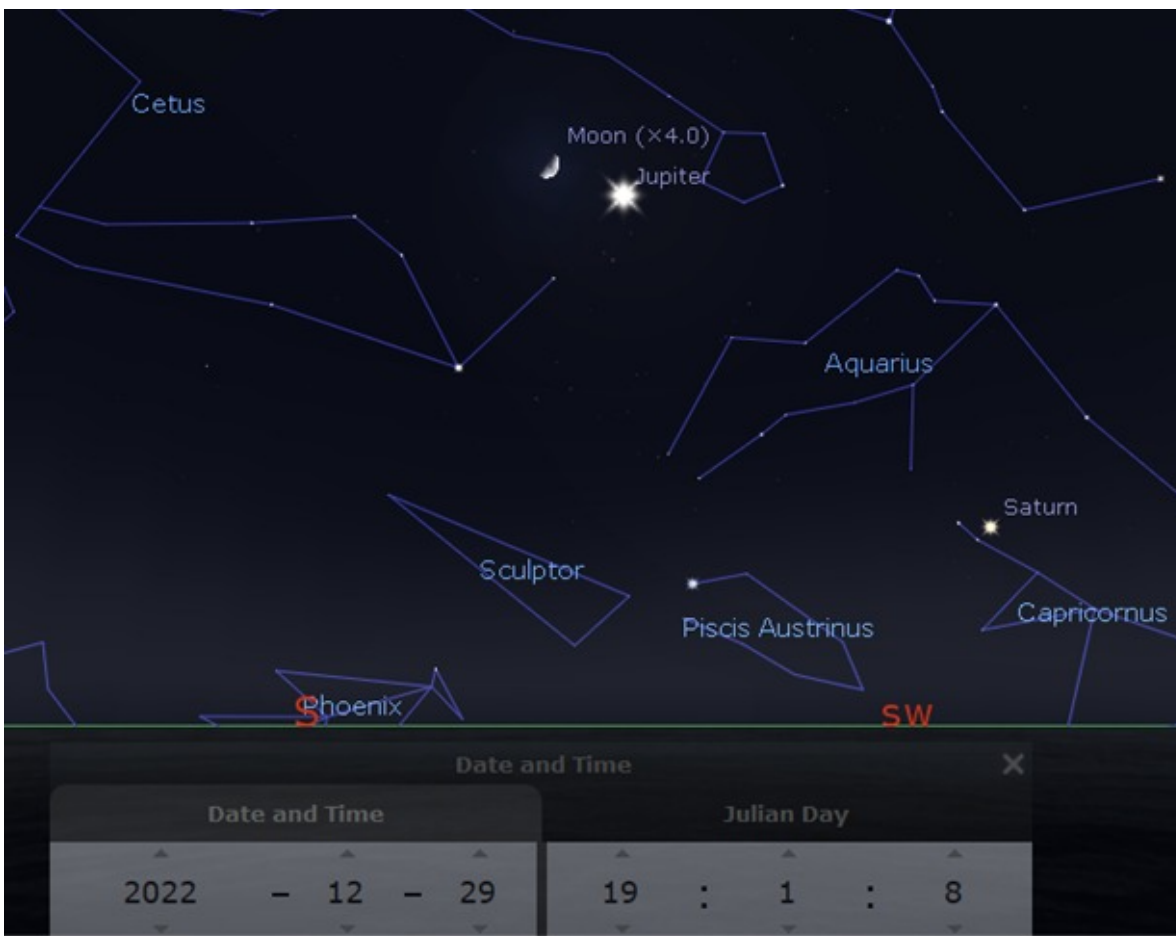 Cetus
Moon (×4.0)
Jupiter
Aquarius
Saturn
Sculptor
Capricornus
Piscis Austrinus
Phoenix
S
SW
Date and Time
Date and Time
Julian Day
2022 - 12 - 29
19 : 1 : 8